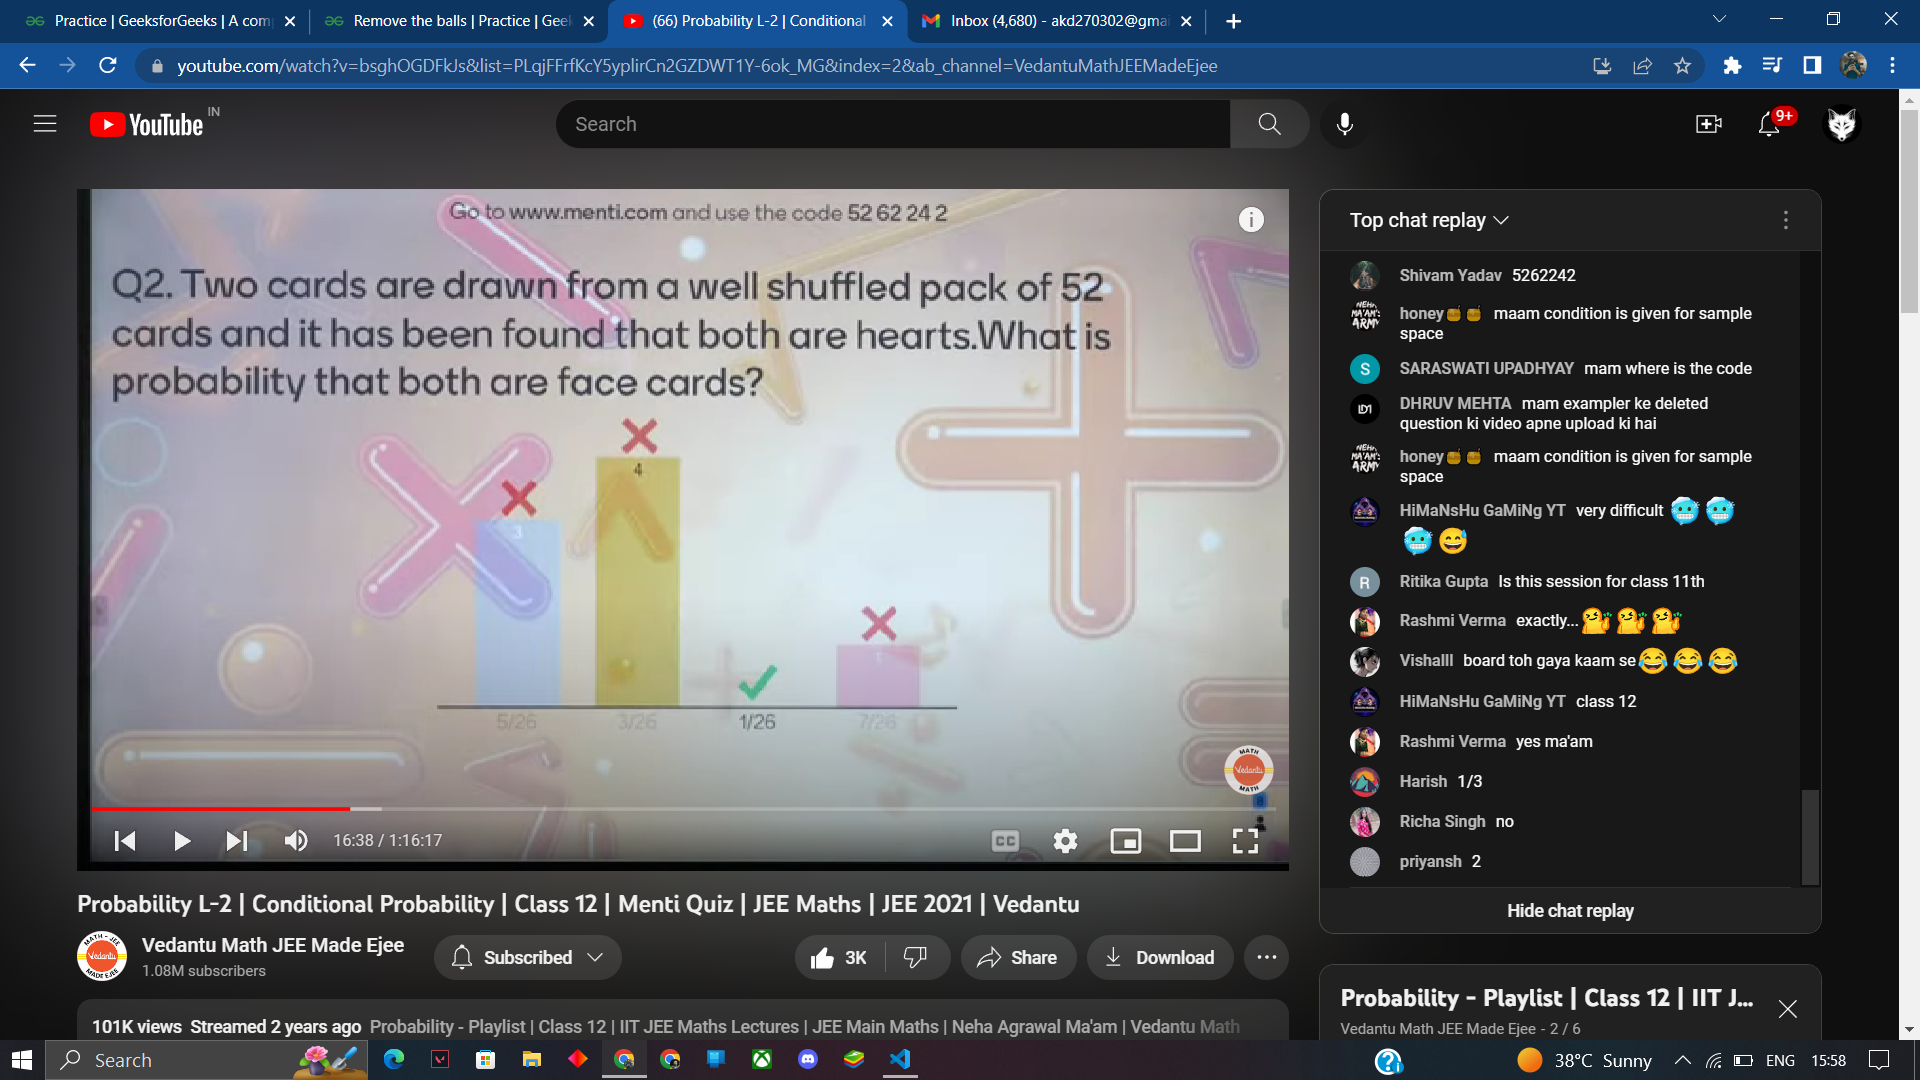 Practice | GeeksforGeeks | A com
Remove the balls | Practice | Geek
(66) Probability L-2 | Conditional
Inbox (4,680) - akd270302@gmai
youtube.com/watch?v=bsghOGDFkJs&list=PLqjFFrfKcY5yplirCn2GZDWT1Y-6ok_MG&index=2&ab_channel=VedantuMathJEEMadeEjee
YouTube IN
Search
9+
Go to www.menti.com and use the code 52 62 24 2
Q2. Two cards are drawn from a well shuffled pack of 52
cards and it has been found that both are hearts.What is
probability that both are face cards?
4
3
1
5/26 3/26 1/26 7/26
MATH
Vedantu
MATH
16:38 / 1:16:17
CC
Probability L-2 | Conditional Probability | Class 12 | Menti Quiz | JEE Maths | JEE 2021 | Vedantu
MATH - JEE
Vedantu
MADE EJEE
Vedantu Math JEE Made Ejee
1.08M subscribers
Subscribed
3K
Share
Download
101K views Streamed 2 years ago Probability - Playlist | Class 12 | IIT JEE Maths Lectures | JEE Main Maths | Neha Agrawal Ma'am | Vedantu Math
Top chat replay
Shivam Yadav 5262242
honey🍯🍯 maam condition is given for sample
space
S SARASWATI UPADHYAY mam where is the code
DHRUV MEHTA mam exampler ke deleted
question ki video apne upload ki hai
honey🍯🍯 maam condition is given for sample
space
HiMaNsHu GaMiNg YT very difficult 🥶🥶
🥶😅
R Ritika Gupta Is this session for class 11th
Rashmi Verma exactly...
Vishalll board toh gaya kaam se😂😂😂
HiMaNsHu GaMiNg YT class 12
Rashmi Verma yes ma'am
Harish 1/3
Richa Singh no
priyansh 2
Hide chat replay
Probability - Playlist | Class 12 | IIT J...
Vedantu Math JEE Made Ejee - 2 / 6
Search
38°C Sunny
ENG
15:58